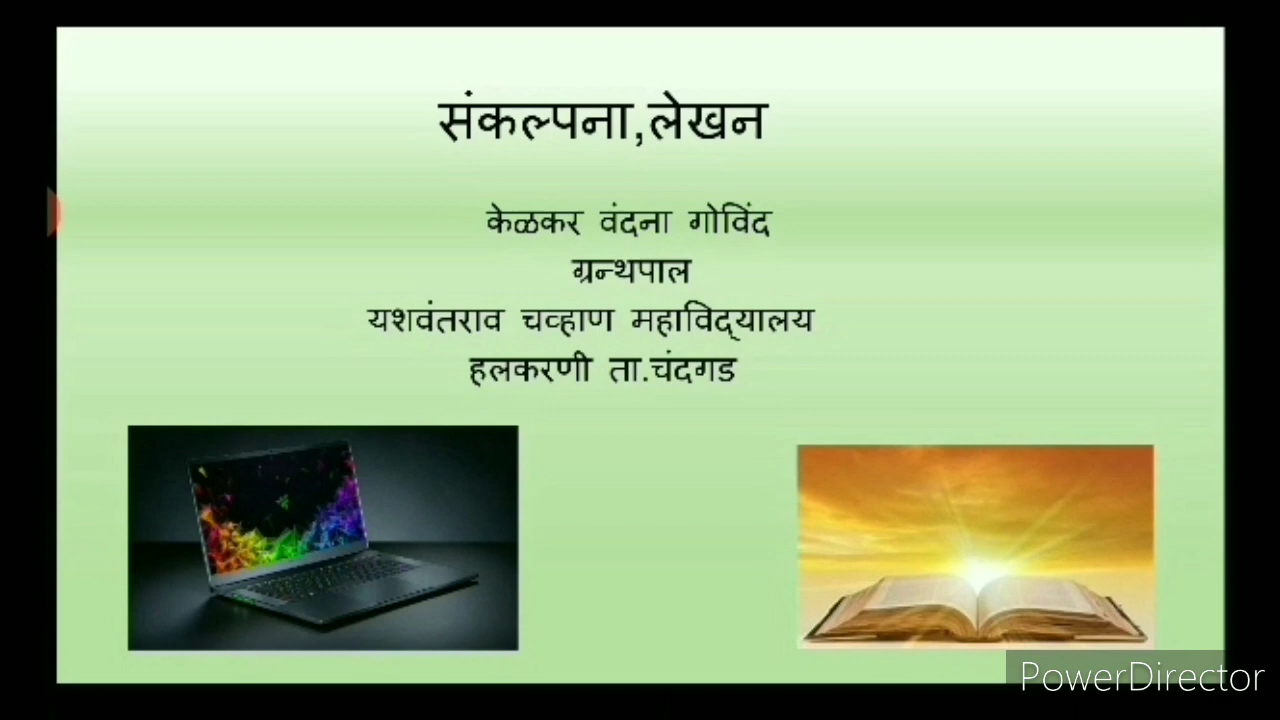 संकल्पना,लेखन
केळकर वंदना गोविंद
ग्रन्थपाल
यशवंतराव चव्हाण महाविद्‌यालय
हलकरणी ता.चंदगड
PowerDirector